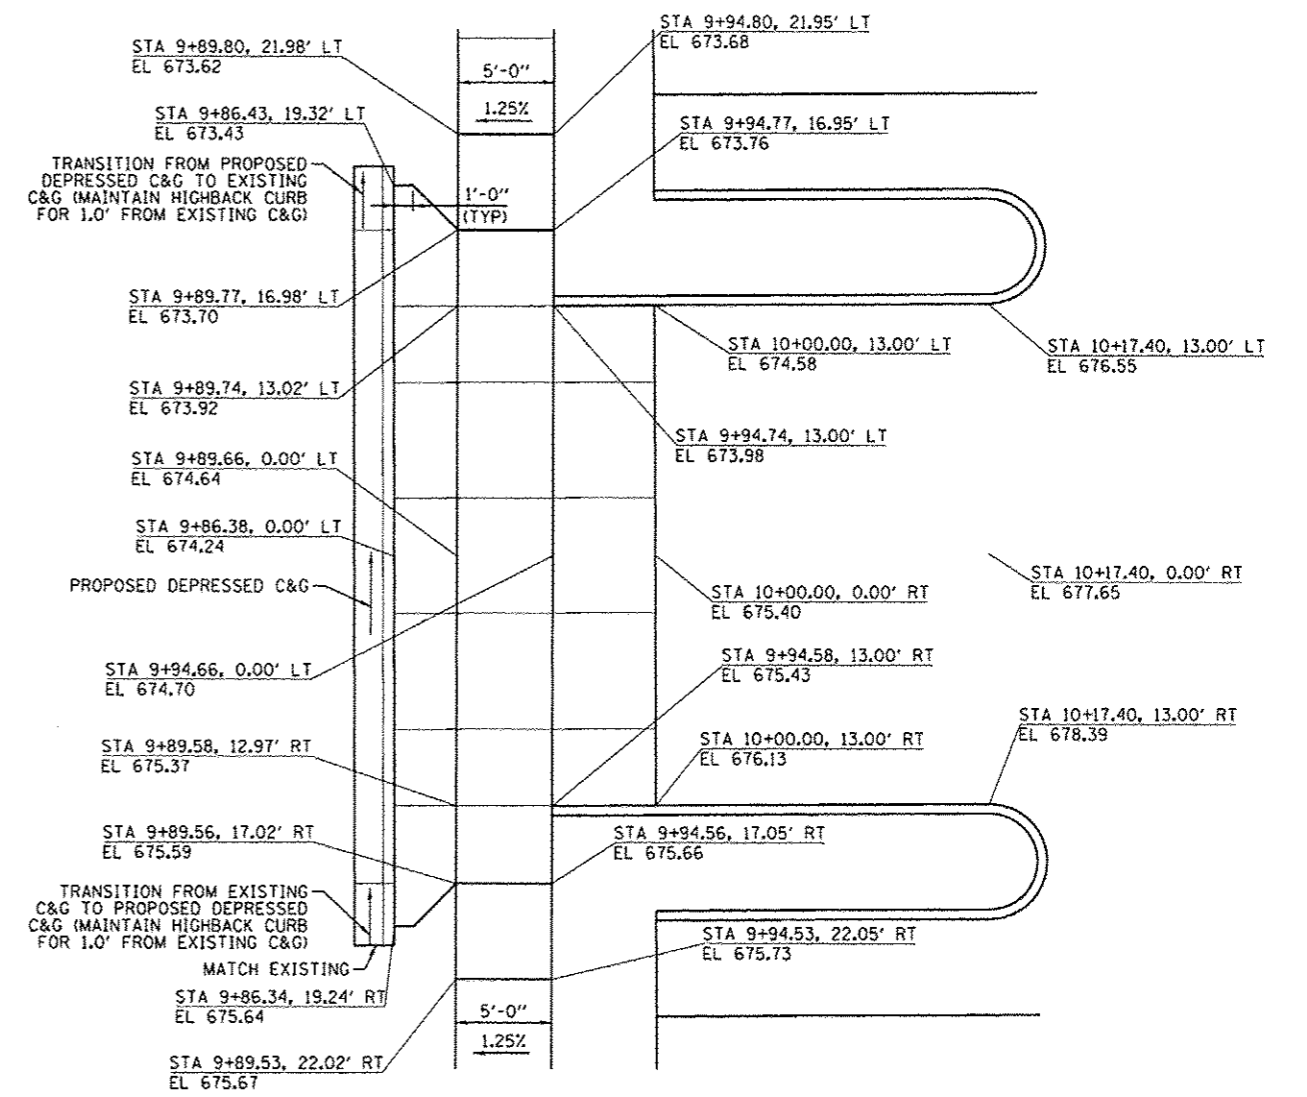 STA 9+94.80, 21.95' LT
EL 673.68
STA 9+89.80, 21.98' LT
EL 673.62
5'-0"
1.25%
STA 9+86.43, 19.32' LT
EL 673.43
STA 9+94.77, 16.95' LT
EL 673.76
TRANSITION FROM PROPOSED
DEPRESSED C&G TO EXISTING
C&G (MAINTAIN HIGHBACK CURB
FOR 1.0' FROM EXISTING C&G)
1'-0"
(TYP)
STA 9+89.77, 16.98' LT
EL 673.70
STA 10+00.00, 13.00' LT
EL 674.58
STA 10+17.40, 13.00' LT
EL 676.55
STA 9+89.74, 13.02' LT
EL 673.92
STA 9+94.74, 13.00' LT
EL 673.98
STA 9+89.66, 0.00' LT
EL 674.64
STA 9+86.38, 0.00' LT
EL 674.24
PROPOSED DEPRESSED C&G
STA 10+17.40, 0.00' RT
EL 677.65
STA 10+00.00, 0.00' RT
EL 675.40
STA 9+94.66, 0.00' LT
EL 674.70
STA 9+94.58, 13.00' RT
EL 675.43
STA 10+17.40, 13.00' RT
EL 678.39
STA 9+89.58, 12.97' RT
EL 675.37
STA 10+00.00, 13.00' RT
EL 676.13
STA 9+89.56, 17.02' RT
EL 675.59
STA 9+94.56, 17.05' RT
EL 675.66
TRANSITION FROM EXISTING
C&G TO PROPOSED DEPRESSED
C&G (MAINTAIN HIGHBACK CURB
FOR 1.0' FROM EXISTING C&G)
MATCH EXISTING
STA 9+94.53, 22.05' RT
EL 675.73
STA 9+86.34, 19.24' RT
EL 675.64
5'-0"
1.25%
STA 9+89.53, 22.02' RT
EL 675.67